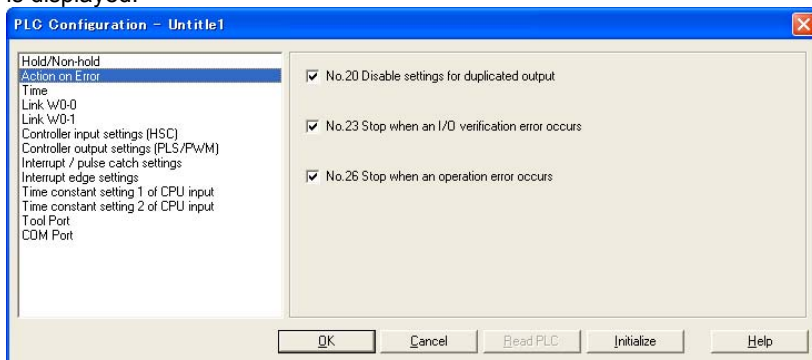 is displayed.
PLC Configuration - Untitle1
Hold/Non-hold
Action on Error
Time
Link W0-0
Link W0-1
Controller input settings (HSC)
Controller output settings (PLS/PWM)
Interrupt / pulse catch settings
Interrupt edge settings
Time constant setting 1 of CPU input
Time constant setting 2 of CPU input
Tool Port
COM Port
No.20 Disable settings for duplicated output
No.23 Stop when an I/O verification error occurs
No.26 Stop when an operation error occurs
OK
Cancel
Read PLC
Initialize
Help